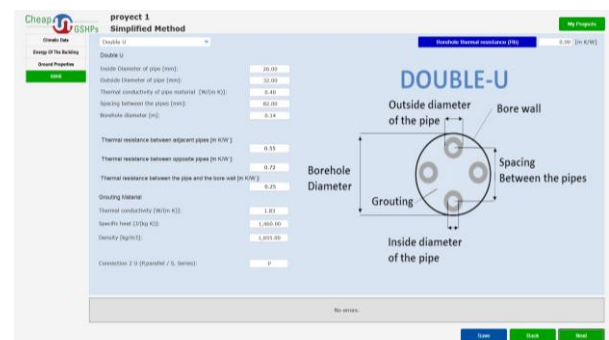 Cheap
GSHPs
proyect 1
Simplified Method
My Projects
Climatic Data
Energy Of The Building
Ground Properties
Double U
Borehole thermal resistance (Rb)
0.09 [m K/W]
Double U
Inside Diameter of pipe [mm]: 26.00
Outside Diameter of pipe [mm]: 32.00
Thermal conductivity of pipe material [W/(m K)]: 0.40
Spacing between the pipes [mm]: 82.00
Borehole diameter [m]: 0.14
Thermal resistance between adjacent pipes [m K/W]:
0.55
Thermal resistance between opposite pipes [m K/W]:
0.72
Thermal resistance between the pipe and the bore wall [m K/W]:
0.25
Grouting Material
Thermal conductivity [W/(m K)]: 1.83
Specific heat [J/(kg K)]: 1,460.00
Density [kg/m3]: 1,655.00
Connection 2 U (P,parallel / S, Series): P
DOUBLE-U
Outside diameter
of the pipe
Bore wall
Borehole
Diameter
Spacing
Between the pipes
Grouting
Inside diameter
of the pipe
No errors.
Save
Back
Next